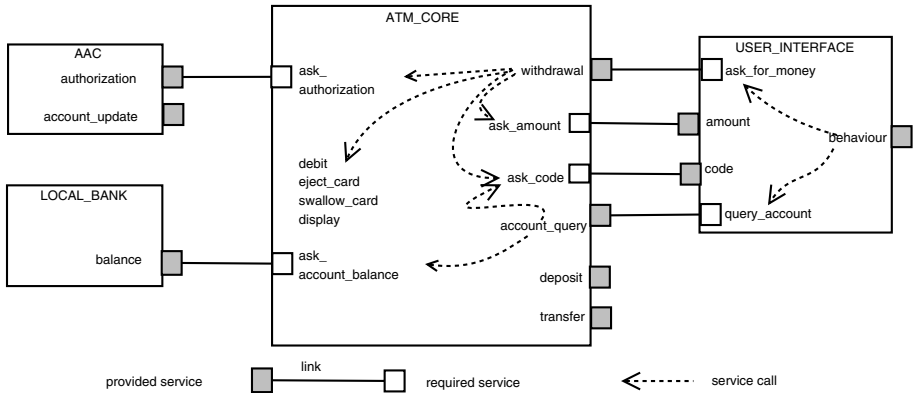 ATM_CORE
AAC
authorization
account_update
LOCAL_BANK
balance
ask_
authorization
withdrawal
ask_amount
debit
eject_card
swallow_card
display
ask_code
account_query
ask_
account_balance
deposit
transfer
USER_INTERFACE
ask_for_money
amount
behaviour
code
query_account
provided service
link
required service
service call